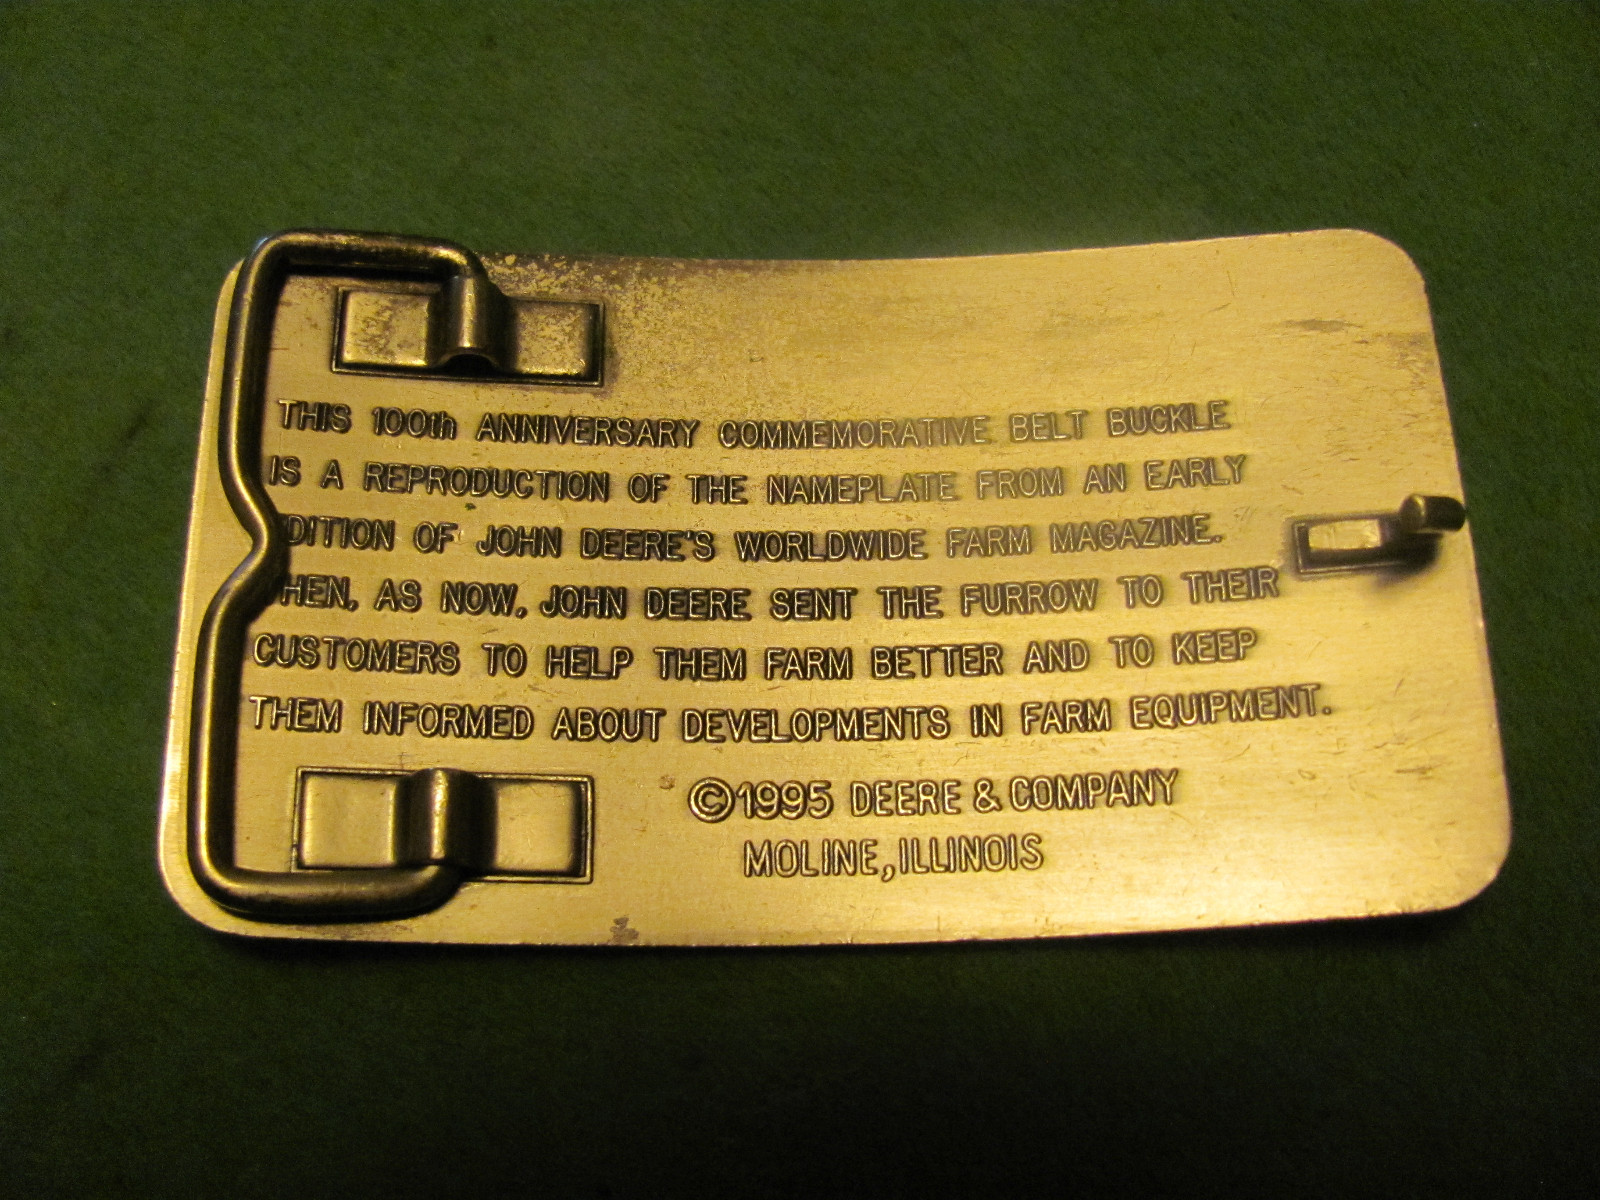 THIS 100th ANNIVERSARY COMMEMORATIVE BELT BUCKLE
IS A REPRODUCTION OF THE NAMEPLATE FROM AN EARLY
EDITION OF JOHN DEERE'S WORLDWIDE FARM MAGAZINE.
THEN, AS NOW, JOHN DEERE SENT THE FURROW TO THEIR
CUSTOMERS TO HELP THEM FARM BETTER AND TO KEEP
THEM INFORMED ABOUT DEVELOPMENTS IN FARM EQUIPMENT.
©1995 DEERE & COMPANY
MOLINE, ILLINOIS